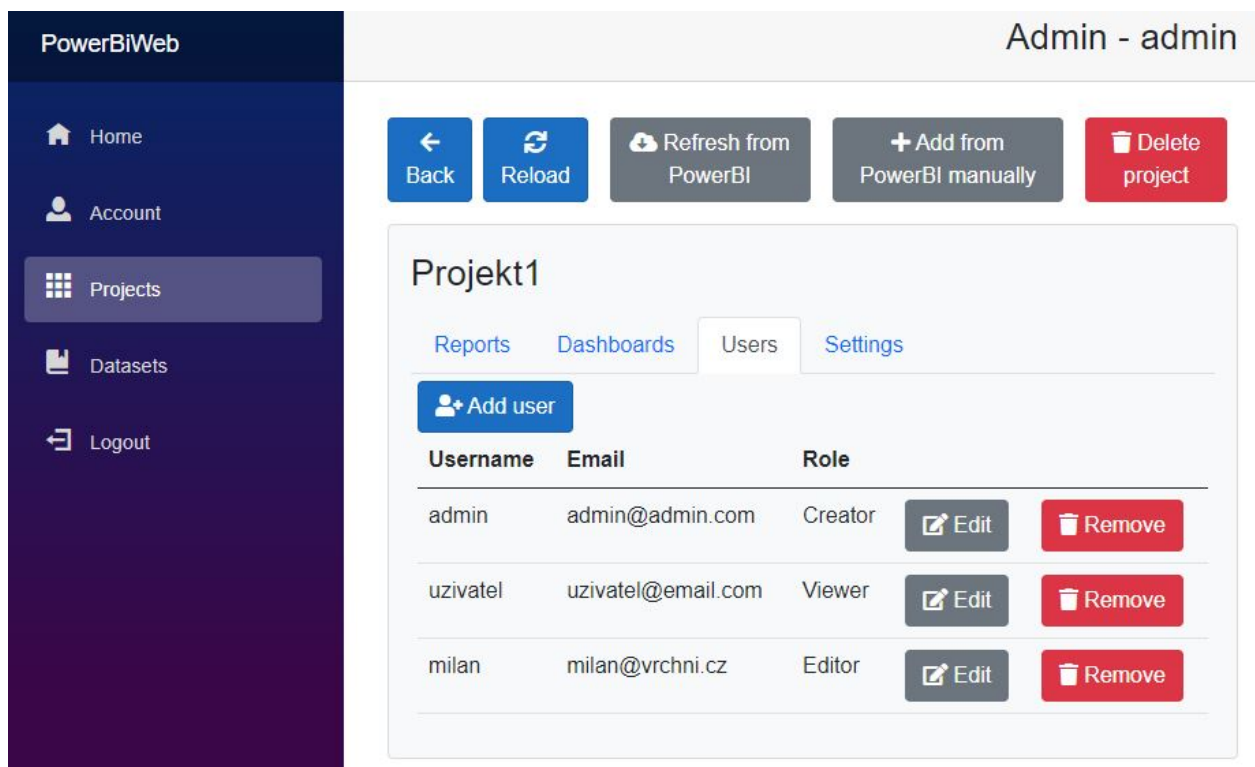 PowerBiWeb
Admin - admin
Home
Account
Projects
Datasets
Logout
Back
Reload
Refresh from
PowerBI
Add from
PowerBI manually
Delete
project
Projekt1
Reports Dashboards Users Settings
Add user
Username Email Role
admin admin@admin.com Creator Edit Remove
uzivatel uzivatel@email.com Viewer Edit Remove
milan milan@vrchni.cz Editor Edit Remove